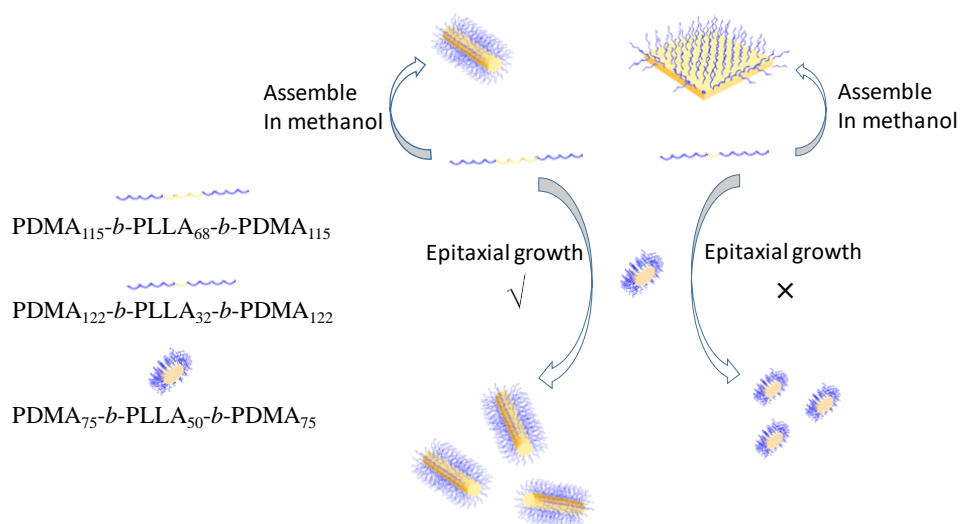 Assemble
In methanol
Assemble
In methanol
PDMA₁₁₅-b-PLLA₆₈-b-PDMA₁₁₅
Epitaxial growth
√
Epitaxial growth
×
PDMA₁₂₂-b-PLLA₃₂-b-PDMA₁₂₂
PDMA₇₅-b-PLLA₅₀-b-PDMA₇₅